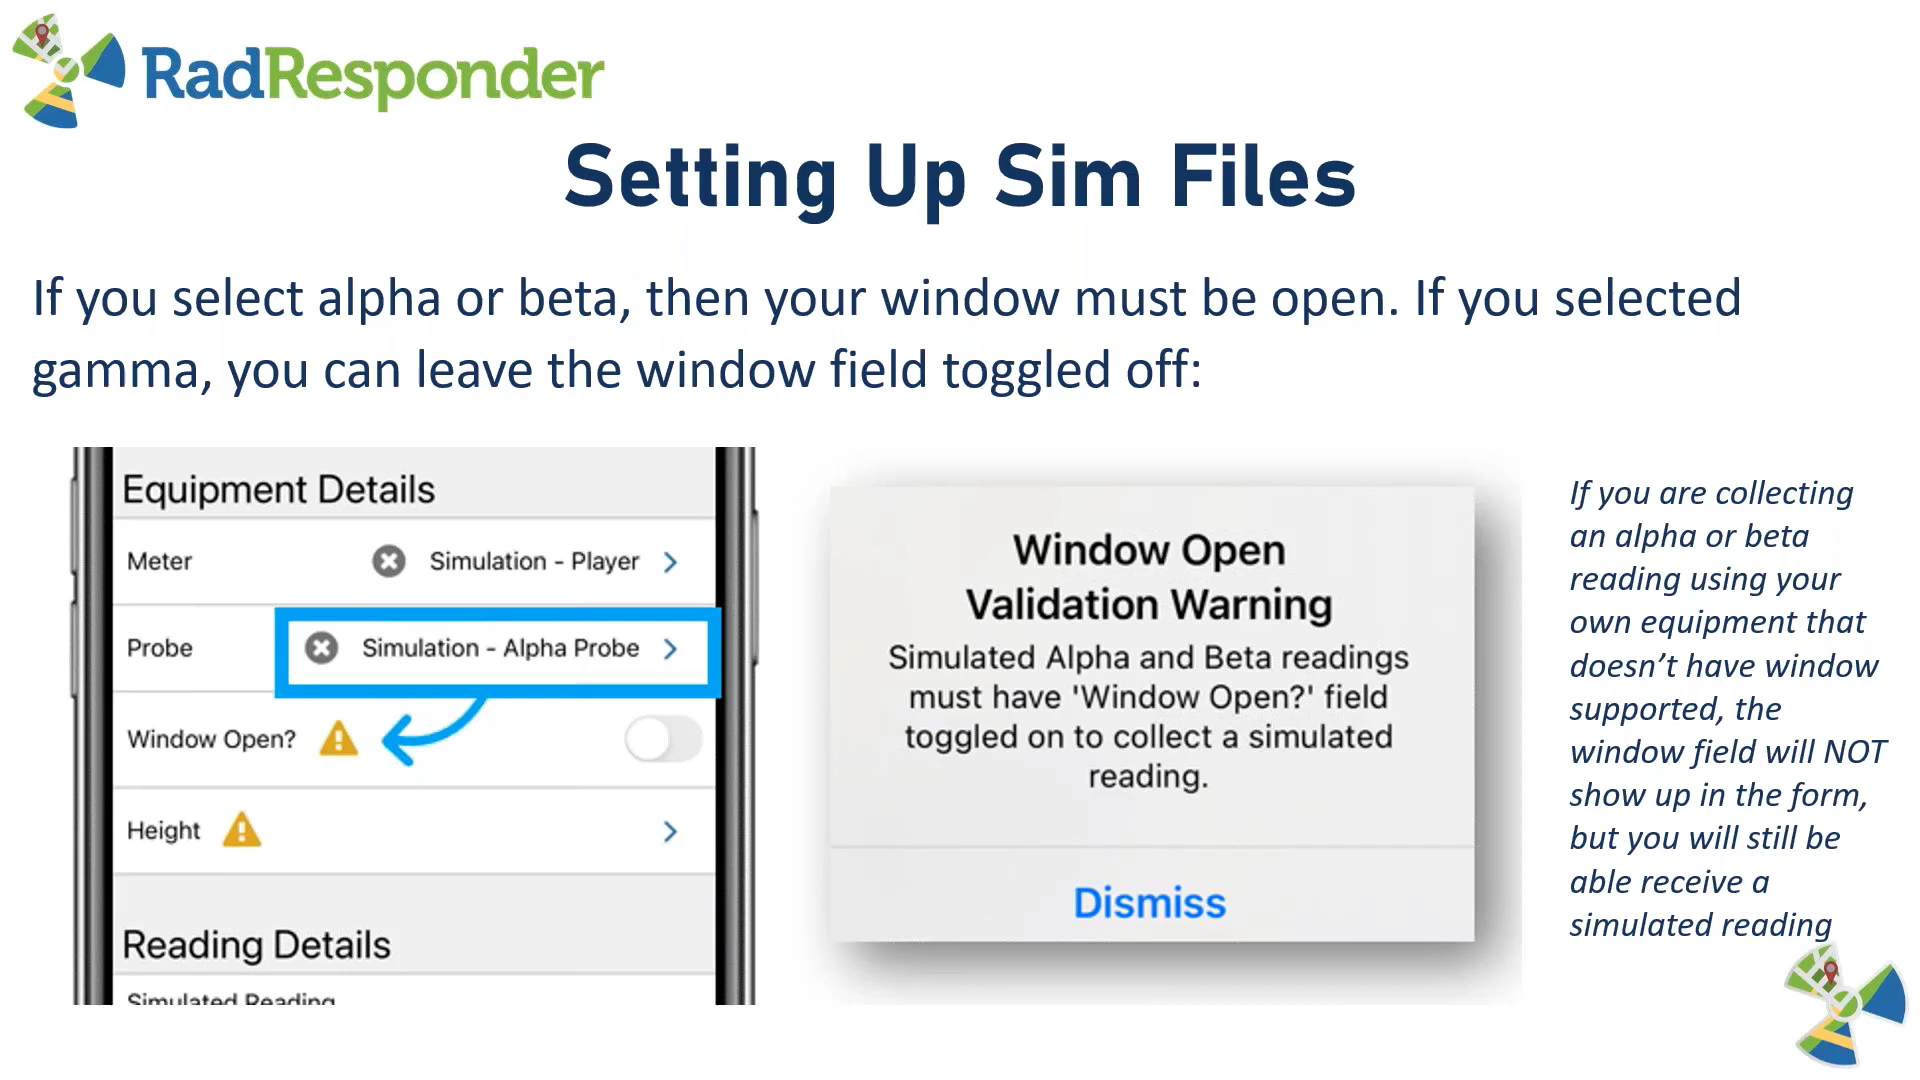 RadResponder
Setting Up Sim Files
If you select alpha or beta, then your window must be open. If you selected
gamma, you can leave the window field toggled off:
Equipment Details
Meter Simulation - Player
Probe Simulation - Alpha Probe
Window Open?
Height
Reading Details
Simulated Reading
Window Open
Validation Warning
Simulated Alpha and Beta readings
must have 'Window Open?' field
toggled on to collect a simulated
reading.
Dismiss
If you are collecting
an alpha or beta
reading using your
own equipment that
doesn’t have window
supported, the
window field will NOT
show up in the form,
but you will still be
able receive a
simulated reading